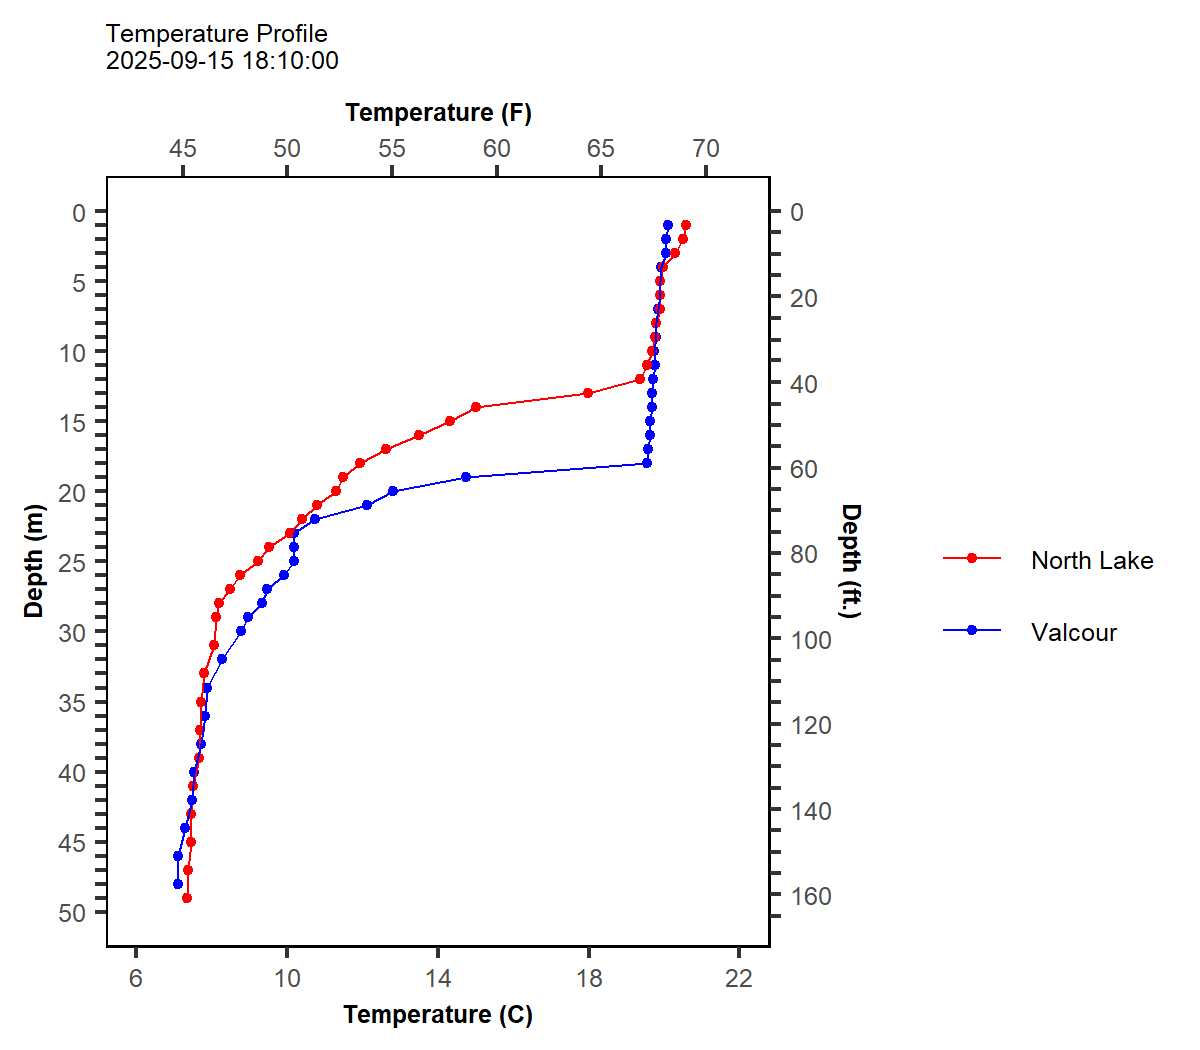 Temperature Profile
2025-09-15 18:10:00
Temperature (F)
45 50 55 60 65 70
0
5
10
15
20
25
30
35
40
45
50
Depth (m)
0
20
40
60
80
100
120
140
160
Depth (ft.)
North Lake
Valcour
6 10 14 18 22
Temperature (C)